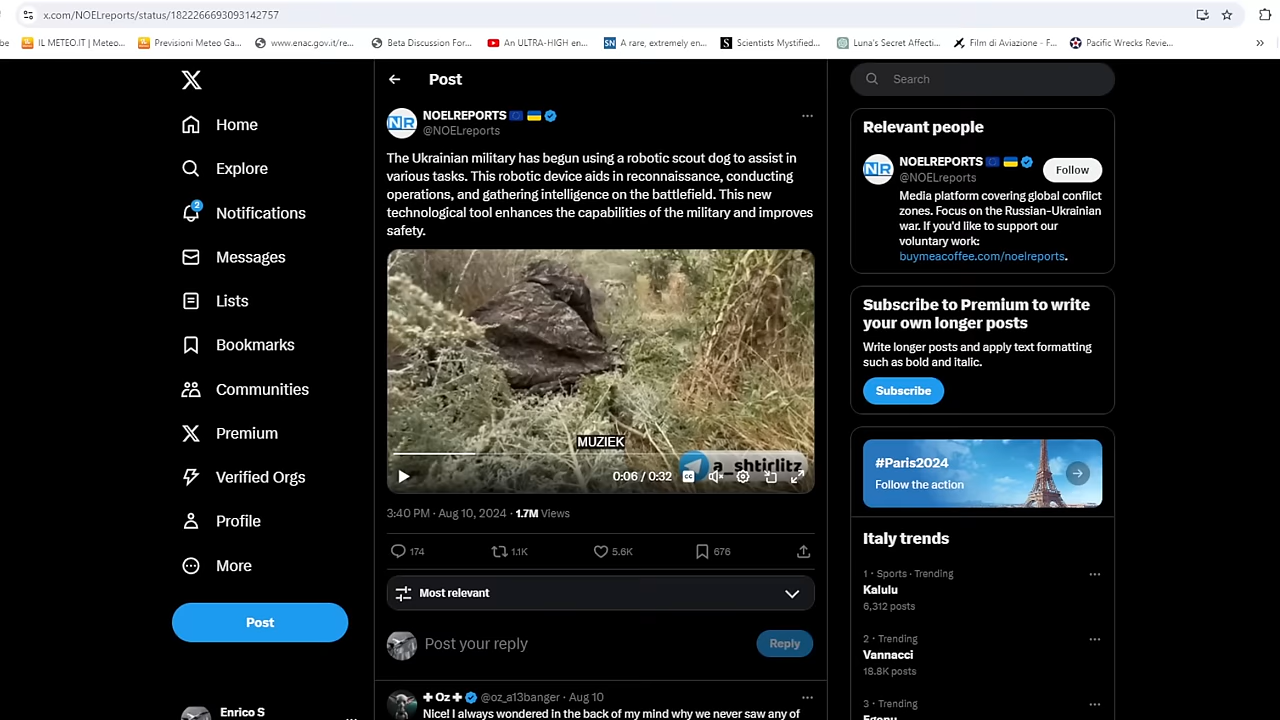 x.com/NOELreports/status/1822266693093142757
be
IL METEO.IT | Meteo...
Previsioni Meteo Ga...
www.enac.gov.it/re...
Beta Discussion For...
An ULTRA-HIGH en...
A rare, extremely en...
Scientists Mystified...
Luna's Secret Affecti...
Film di Aviazione - F...
Pacific Wrecks Revie...
Home
Explore
2
Notifications
Messages
Lists
Bookmarks
Communities
Premium
Verified Orgs
Profile
More
Post
Enrico S
Post
NOELREPORTS
@NOELreports
The Ukrainian military has begun using a robotic scout dog to assist in
various tasks. This robotic device aids in reconnaissance, conducting
operations, and gathering intelligence on the battlefield. This new
technological tool enhances the capabilities of the military and improves
safety.
MUZIEK
a_shtirlitz
0:06 / 0:32
3:40 PM · Aug 10, 2024 · 1.7M Views
174
1.1K
5.6K
676
Most relevant
Post your reply
Reply
Oz
@oz_a13banger · Aug 10
Nice! I always wondered in the back of my mind why we never saw any of
Search
Relevant people
NOELREPORTS
@NOELreports
Follow
Media platform covering global conflict
zones. Focus on the Russian-Ukrainian
war. If you'd like to support our
voluntary work:
buymeacoffee.com/noelreports.
Subscribe to Premium to write
your own longer posts
Write longer posts and apply text formatting
such as bold and italic.
Subscribe
#Paris2024
Follow the action
Italy trends
1 · Sports · Trending
Kalulu
6,312 posts
2 · Trending
Vannacci
18.8K posts
3 · Trending